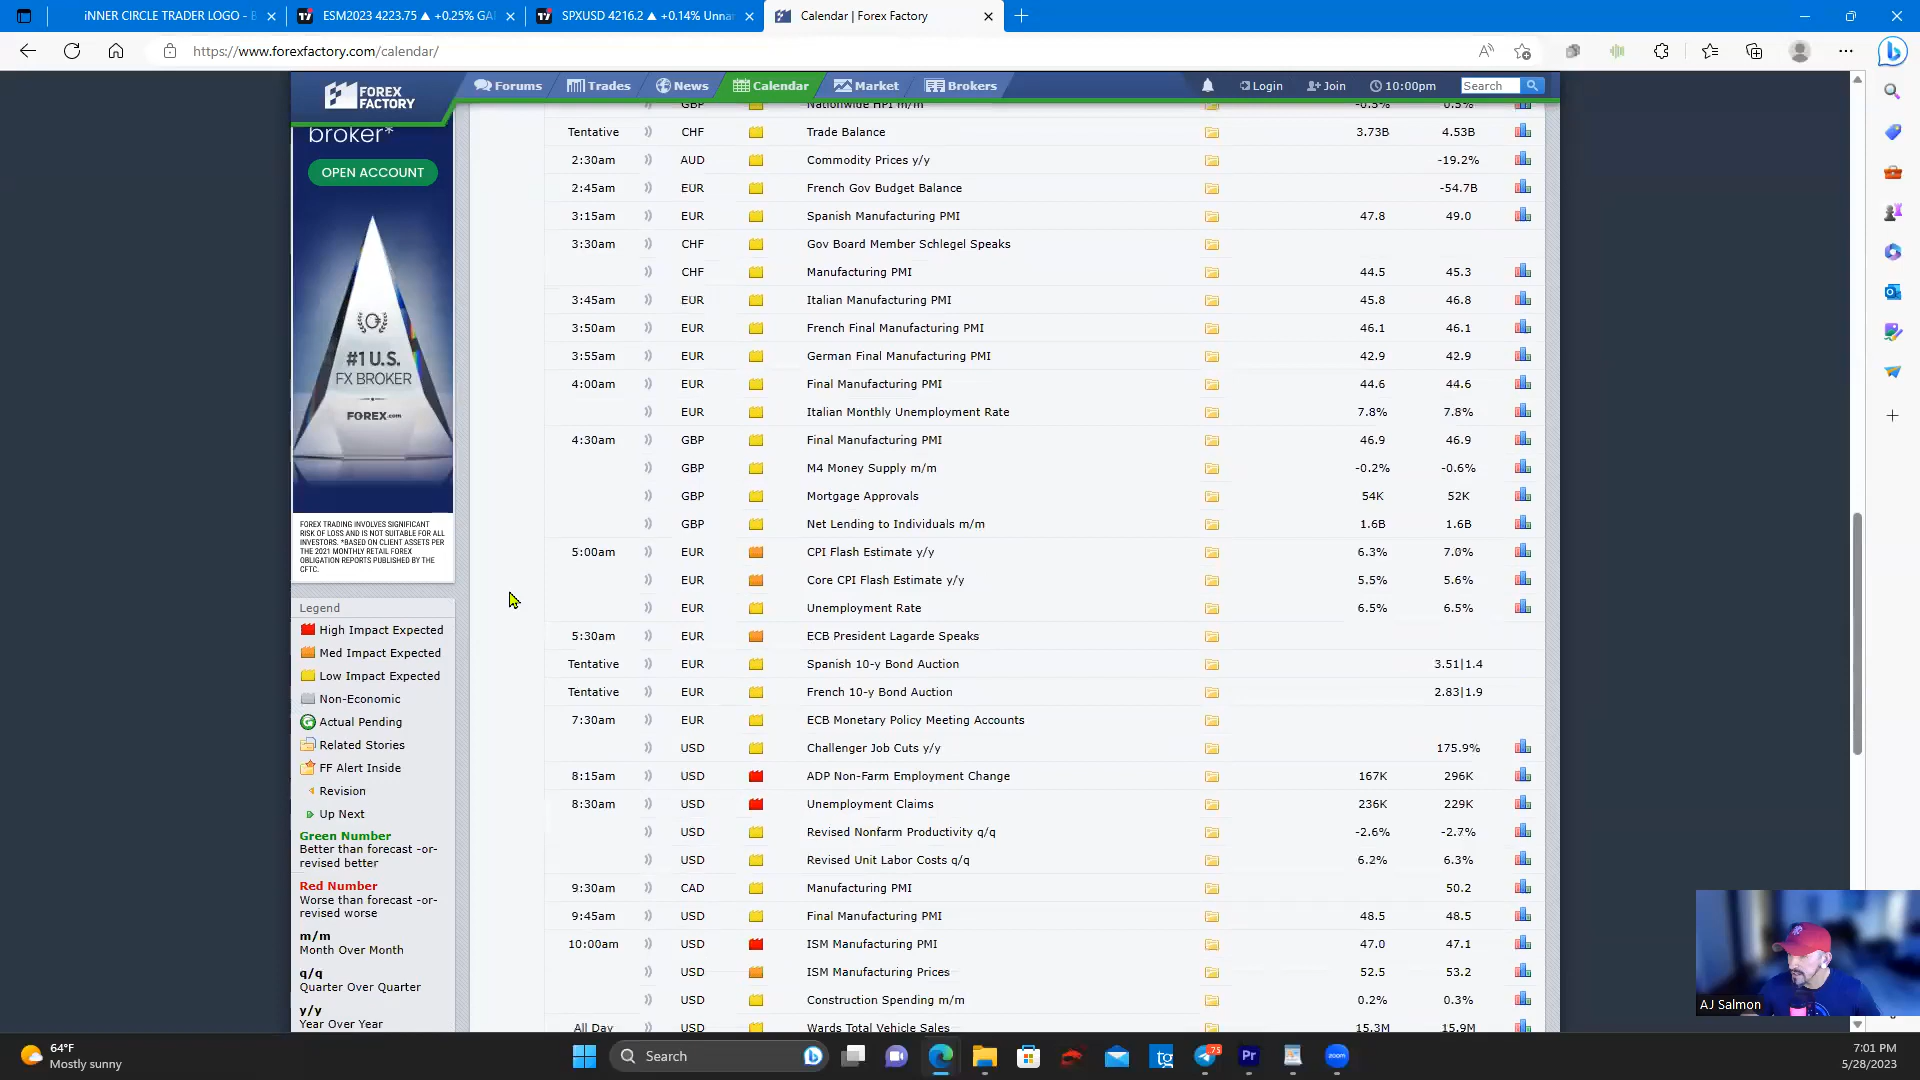 iNNER CIRCLE TRADER LOGO - B
ESM2023 4223.75 ▲ +0.25% GA
SPXUSD 4216.2 ▲ +0.14% Unna
Calendar | Forex Factory
https://www.forexfactory.com/calendar/
FOREX FACTORY
Forums
Trades
News
Calendar
Market
Brokers
Login
Join
10:00pm
Search
broker*
OPEN ACCOUNT
#1 U.S.
FX BROKER
FOREX.com
FOREX TRADING INVOLVES SIGNIFICANT
RISK OF LOSS AND IS NOT SUITABLE FOR ALL
INVESTORS. *BASED ON CLIENT ASSETS PER
THE 2021 MONTHLY RETAIL FOREX
OBLIGATION REPORTS PUBLISHED BY THE
CFTC.
Legend
High Impact Expected
Med Impact Expected
Low Impact Expected
Non-Economic
Actual Pending
Related Stories
FF Alert Inside
Revision
Up Next
Green Number
Better than forecast -or-
revised better
Red Number
Worse than forecast -or-
revised worse
m/m
Month Over Month
q/q
Quarter Over Quarter
y/y
Year Over Year
GBP Nationwide HPI m/m -0.5% 0.5%
Tentative CHF Trade Balance 3.73B 4.53B
2:30am AUD Commodity Prices y/y -19.2%
2:45am EUR French Gov Budget Balance -54.7B
3:15am EUR Spanish Manufacturing PMI 47.8 49.0
3:30am CHF Gov Board Member Schlegel Speaks
CHF Manufacturing PMI 44.5 45.3
3:45am EUR Italian Manufacturing PMI 45.8 46.8
3:50am EUR French Final Manufacturing PMI 46.1 46.1
3:55am EUR German Final Manufacturing PMI 42.9 42.9
4:00am EUR Final Manufacturing PMI 44.6 44.6
EUR Italian Monthly Unemployment Rate 7.8% 7.8%
4:30am GBP Final Manufacturing PMI 46.9 46.9
GBP M4 Money Supply m/m -0.2% -0.6%
GBP Mortgage Approvals 54K 52K
GBP Net Lending to Individuals m/m 1.6B 1.6B
5:00am EUR CPI Flash Estimate y/y 6.3% 7.0%
EUR Core CPI Flash Estimate y/y 5.5% 5.6%
EUR Unemployment Rate 6.5% 6.5%
5:30am EUR ECB President Lagarde Speaks
Tentative EUR Spanish 10-y Bond Auction 3.51|1.4
Tentative EUR French 10-y Bond Auction 2.83|1.9
7:30am EUR ECB Monetary Policy Meeting Accounts
USD Challenger Job Cuts y/y 175.9%
8:15am USD ADP Non-Farm Employment Change 167K 296K
8:30am USD Unemployment Claims 236K 229K
USD Revised Nonfarm Productivity q/q -2.6% -2.7%
USD Revised Unit Labor Costs q/q 6.2% 6.3%
9:30am CAD Manufacturing PMI 50.2
9:45am USD Final Manufacturing PMI 48.5 48.5
10:00am USD ISM Manufacturing PMI 47.0 47.1
USD ISM Manufacturing Prices 52.5 53.2
USD Construction Spending m/m 0.2% 0.3%
All Day USD Wards Total Vehicle Sales 15.3M 15.9M
AJ Salmon
64°F
Mostly sunny
Search
tg
75
Pr
zoom
7:01 PM
5/28/2023